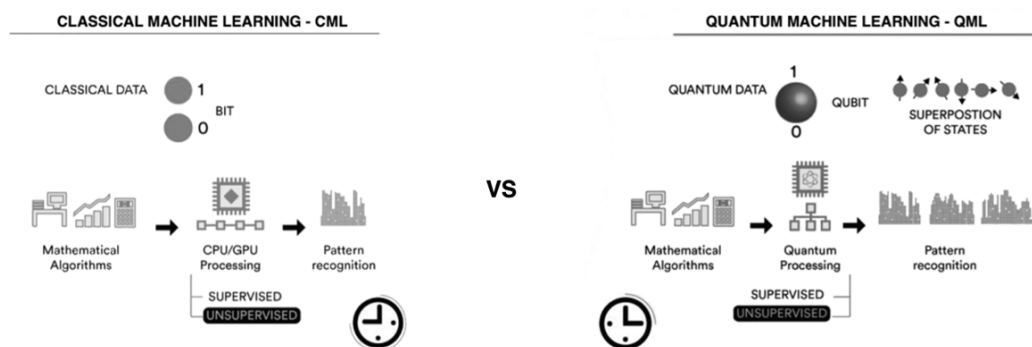 CLASSICAL MACHINE LEARNING - CML
CLASSICAL DATA
1
BIT
0
Mathematical
Algorithms
CPU/GPU
Processing
Pattern
recognition
SUPERVISED
UNSUPERVISED
VS
QUANTUM MACHINE LEARNING - QML
QUANTUM DATA
1
QUBIT
0
SUPERPOSTION
OF STATES
Mathematical
Algorithms
Quantum
Processing
Pattern
recognition
SUPERVISED
UNSUPERVISED